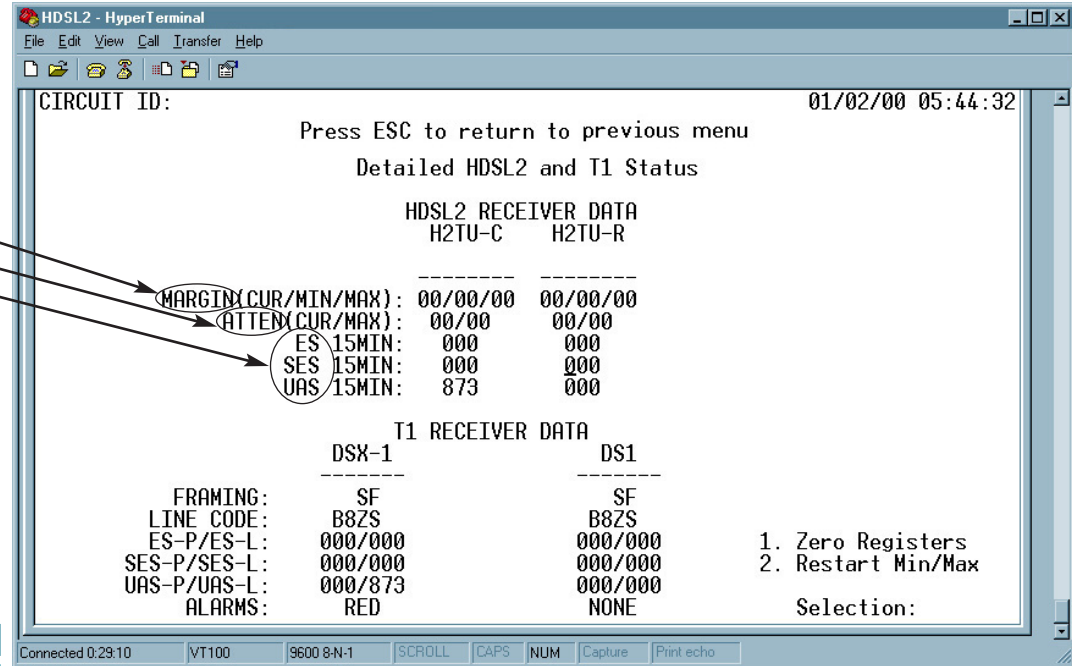 HDSL2 - HyperTerminal
File Edit View Call Transfer Help
CIRCUIT ID: 01/02/00 05:44:32
Press ESC to return to previous menu
Detailed HDSL2 and T1 Status
HDSL2 RECEIVER DATA
H2TU-C H2TU-R
-------- --------
MARGIN(CUR/MIN/MAX): 00/00/00 00/00/00
ATTEN(CUR/MAX): 00/00 00/00
ES 15MIN: 000 000
SES 15MIN: 000 000
UAS 15MIN: 873 000
T1 RECEIVER DATA
DSX-1 DS1
------- -------
FRAMING: SF SF
LINE CODE: B8ZS B8ZS
ES-P/ES-L: 000/000 000/000 1. Zero Registers
SES-P/SES-L: 000/000 000/000 2. Restart Min/Max
UAS-P/UAS-L: 000/873 000/000
ALARMS: RED NONE Selection:
Connected 0:29:10 VT100 9600 8-N-1 SCROLL CAPS NUM Capture Print echo